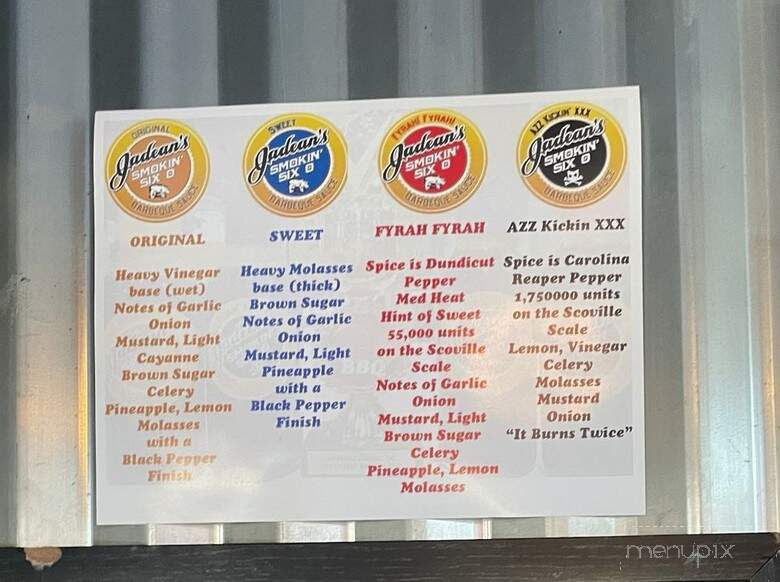 ORIGINAL
Jadean's
SMOKIN'
SIX 0
BARBEQUE SAUCE
ORIGINAL
Heavy Vinegar
base (wet)
Notes of Garlic
Onion
Mustard, Light
Cayanne
Brown Sugar
Celery
Pineapple, Lemon
Molasses
with a
Black Pepper
Finish
SWEET
Jadean's
SMOKIN'
SIX 0
BARBEQUE SAUCE
SWEET
Heavy Molasses
base (thick)
Brown Sugar
Notes of Garlic
Onion
Mustard, Light
Pineapple
with a
Black Pepper
Finish
FYRAH FYRAH
Jadean's
SMOKIN'
SIX 0
BARBEQUE SAUCE
FYRAH FYRAH
Spice is Dundicut
Pepper
Med Heat
Hint of Sweet
55,000 units
on the Scoville
Scale
Notes of Garlic
Onion
Mustard, Light
Brown Sugar
Celery
Pineapple, Lemon
Molasses
AZZ KICKIN' XXX
Jadean's
SMOKIN'
SIX 0
BARBEQUE SAUCE
AZZ Kickin XXX
Spice is Carolina
Reaper Pepper
1,750000 units
on the Scoville
Scale
Lemon, Vinegar
Celery
Molasses
Mustard
Onion
“It Burns Twice”
menupix